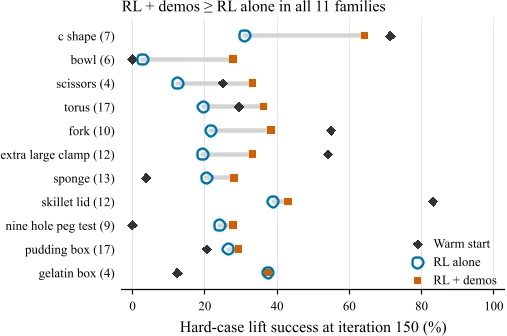 RL + demos ≥ RL alone in all 11 families
c shape (7)
bowl (6)
scissors (4)
torus (17)
fork (10)
extra large clamp (12)
sponge (13)
skillet lid (12)
nine hole peg test (9)
pudding box (17)
gelatin box (4)
Warm start
RL alone
RL + demos
0 20 40 60 80 100
Hard-case lift success at iteration 150 (%)